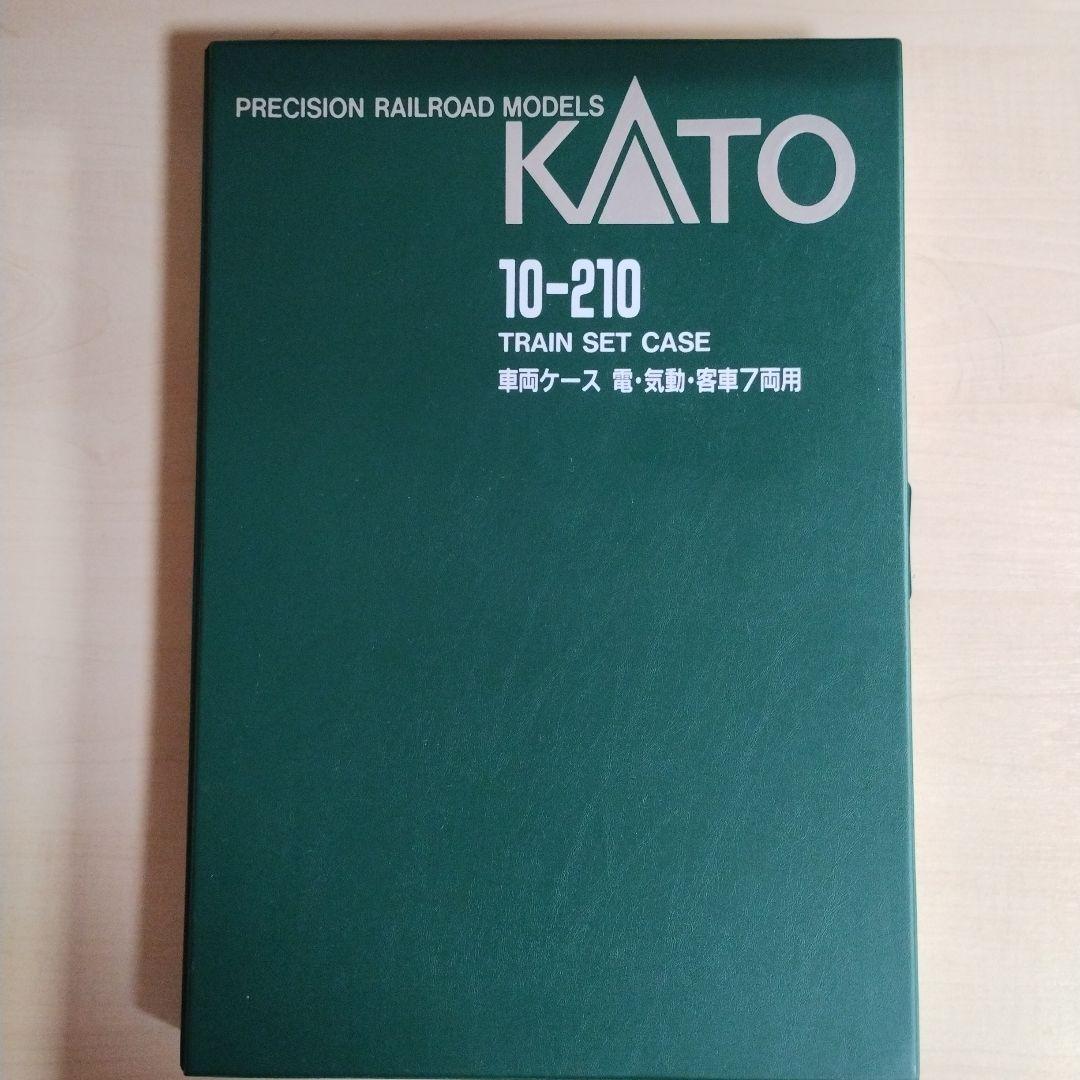 PRECISION RAILROAD MODELS
KATO
10-210
TRAIN SET CASE
車両ケース 電・気動・客車7両用